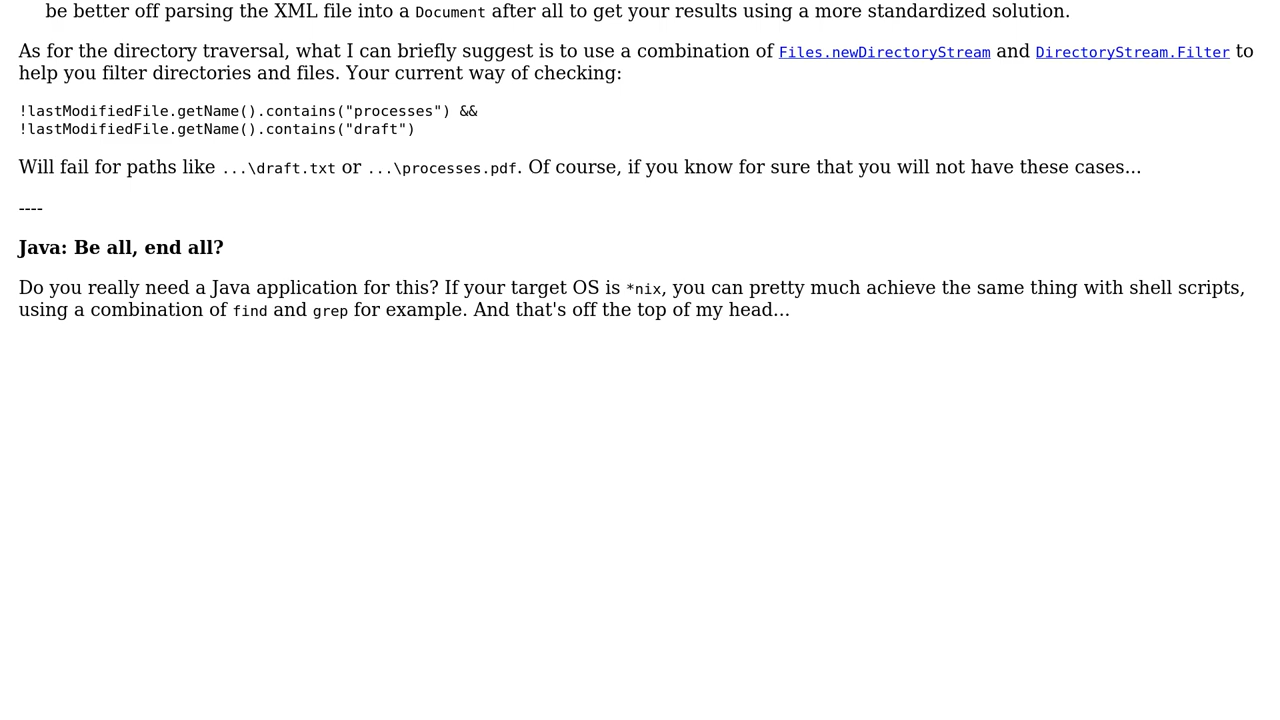 be better off parsing the XML file into a Document after all to get your results using a more standardized solution.
As for the directory traversal, what I can briefly suggest is to use a combination of Files.newDirectoryStream and DirectoryStream.Filter to
help you filter directories and files. Your current way of checking:
!lastModifiedFile.getName().contains("processes") &&
!lastModifiedFile.getName().contains("draft")
Will fail for paths like ...\draft.txt or ...\processes.pdf. Of course, if you know for sure that you will not have these cases...
----
Java: Be all, end all?
Do you really need a Java application for this? If your target OS is *nix, you can pretty much achieve the same thing with shell scripts,
using a combination of find and grep for example. And that's off the top of my head...